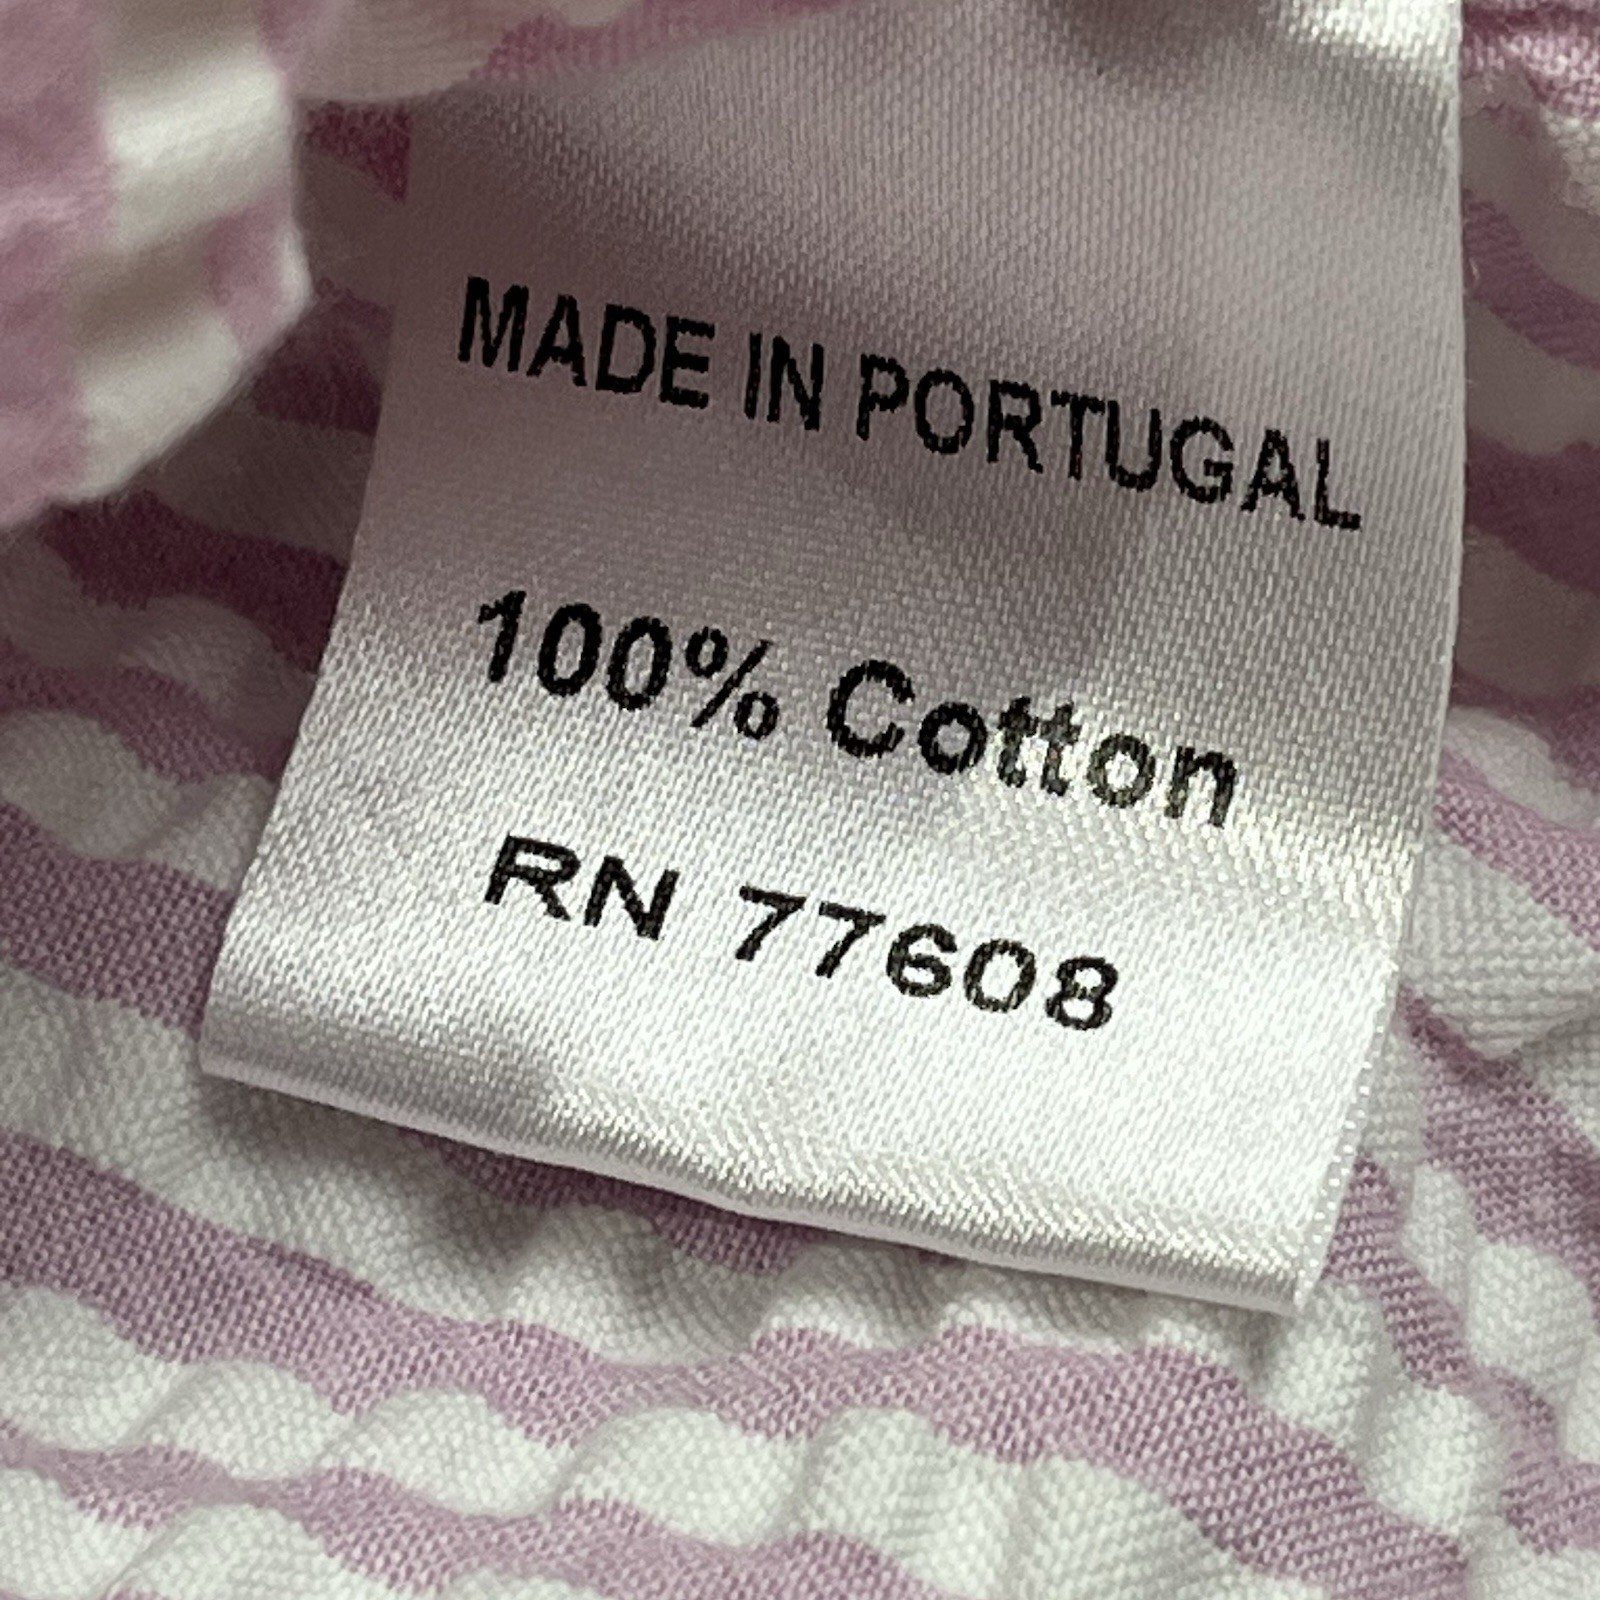 MADE IN PORTUGAL
100% Cotton
RN 77608